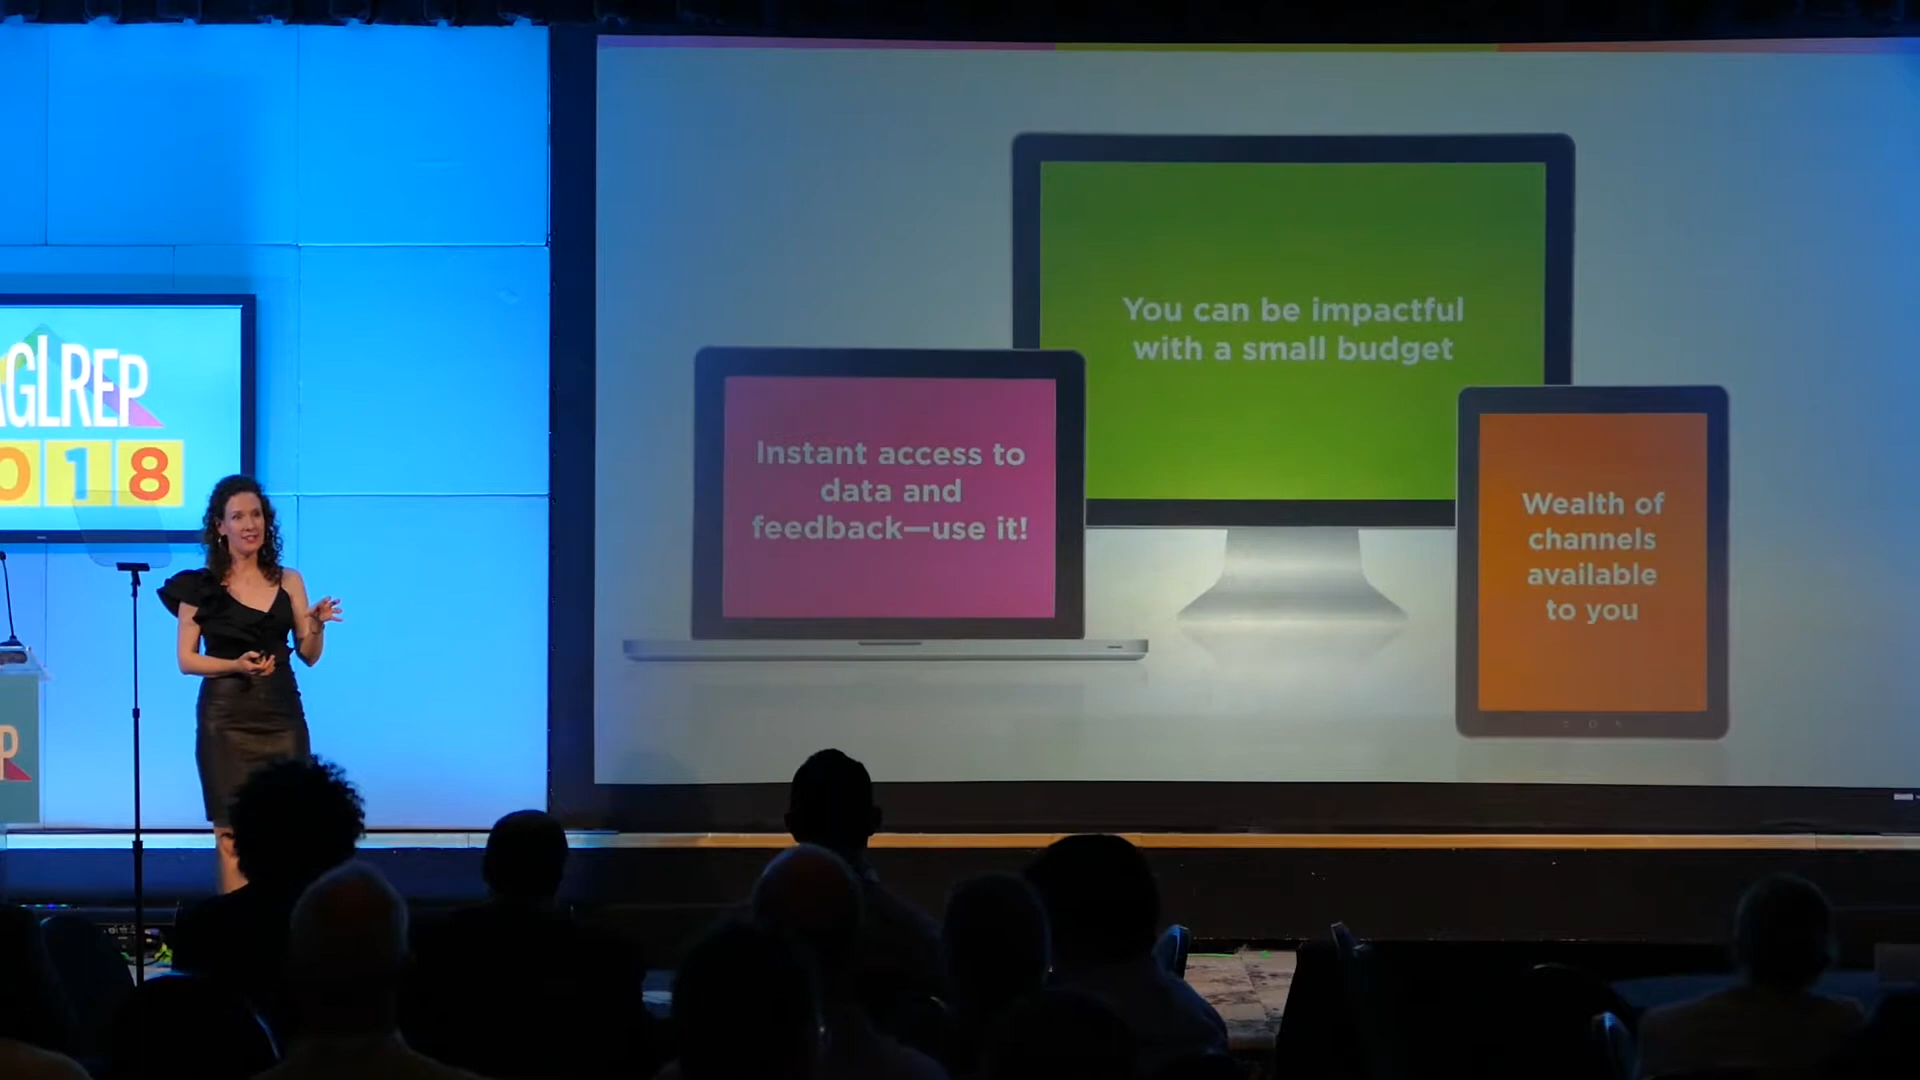 AGLREP
018
P
You can be impactful
with a small budget
Instant access to
data and
feedback—use it!
Wealth of
channels
available
to you